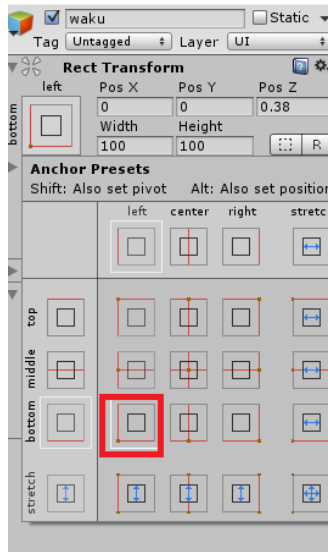 waku Static
Tag Untagged Layer UI
Rect Transform
left Pos X Pos Y Pos Z
bottom 0 0 0.38
Width Height
100 100 R
Anchor Presets
Shift: Also set pivot Alt: Also set position
left center right stretc
top
middle
bottom
stretch